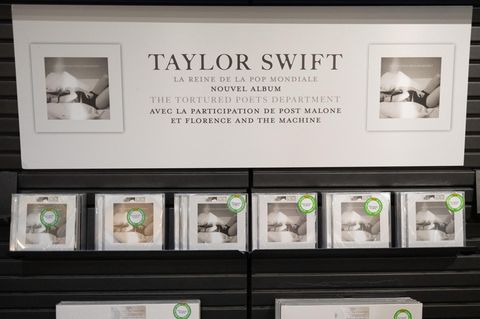 TAYLOR SWIFT
LA REINE DE LA POP MONDIALE
NOUVEL ALBUM
THE TORTURED POETS DEPARTMENT
AVEC LA PARTICIPATION DE POST MALONE
ET FLORENCE AND THE MACHINE